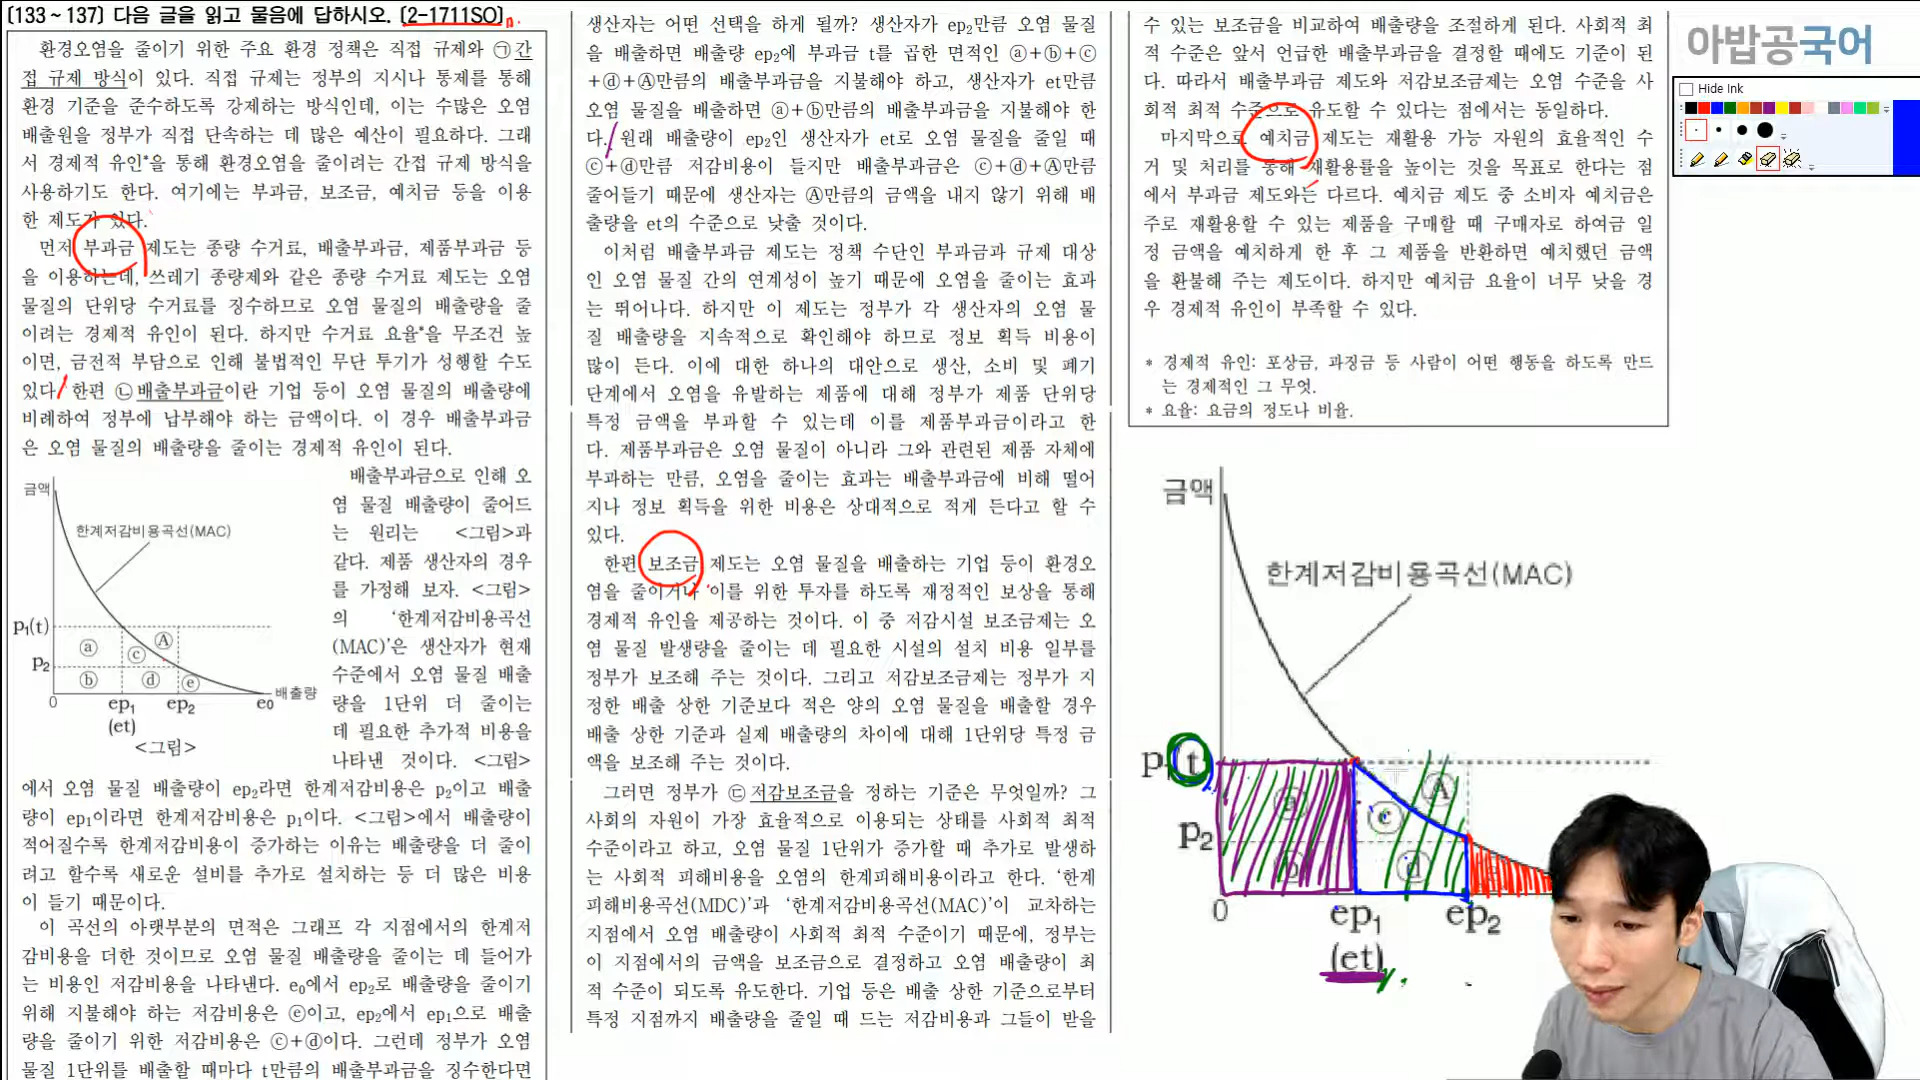 [133~137] 다음 글을 읽고 물음에 답하시오. [2-1711SO]
환경오염을 줄이기 위한 주요 환경 정책은 직접 규제와 ㉠간
접 규제 방식이 있다. 직접 규제는 정부의 지시나 통제를 통해
환경 기준을 준수하도록 강제하는 방식인데, 이는 수많은 오염
배출원을 정부가 직접 단속하는 데 많은 예산이 필요하다. 그래
서 경제적 유인*을 통해 환경오염을 줄이려는 간접 규제 방식을
사용하기도 한다. 여기에는 부과금, 보조금, 예치금 등을 이용
한 제도가 있다.
먼저 부과금 제도는 종량 수거료, 배출부과금, 제품부과금 등
을 이용하는데, 쓰레기 종량제와 같은 종량 수거료 제도는 오염
물질의 단위당 수거료를 징수하므로 오염 물질의 배출량을 줄
이려는 경제적 유인이 된다. 하지만 수거료 요율*을 무조건 높
이면, 금전적 부담으로 인해 불법적인 무단 투기가 성행할 수도
있다. 한편 ㉡배출부과금이란 기업 등이 오염 물질의 배출량에
비례하여 정부에 납부해야 하는 금액이다. 이 경우 배출부과금
은 오염 물질의 배출량을 줄이는 경제적 유인이 된다.
금액
한계저감비용곡선(MAC)
p₁(t)
p₂
ⓐ ⓒ Ⓐ
ⓑ ⓓ ⓔ
배출량
0 ep₁ ep₂ e₀
(et)
<그림>
배출부과금으로 인해 오
염 물질 배출량이 줄어드
는 원리는 <그림>과
같다. 제품 생산자의 경우
를 가정해 보자. <그림>
의 '한계저감비용곡선
(MAC)'은 생산자가 현재
수준에서 오염 물질 배출
량을 1단위 더 줄이는
데 필요한 추가적 비용을
나타낸 것이다. <그림>
에서 오염 물질 배출량이 ep₂라면 한계저감비용은 p₂이고 배출
량이 ep₁이라면 한계저감비용은 p₁이다. <그림>에서 배출량이
적어질수록 한계저감비용이 증가하는 이유는 배출량을 더 줄이
려고 할수록 새로운 설비를 추가로 설치하는 등 더 많은 비용
이 들기 때문이다.
이 곡선의 아랫부분의 면적은 그래프 각 지점에서의 한계저
감비용을 더한 것이므로 오염 물질 배출량을 줄이는 데 들어가
는 비용인 저감비용을 나타낸다. e₀에서 ep₂로 배출량을 줄이기
위해 지불해야 하는 저감비용은 ⓔ이고, ep₂에서 ep₁으로 배출
량을 줄이기 위한 저감비용은 ⓒ+ⓓ이다. 그런데 정부가 오염
물질 1단위를 배출할 때마다 t만큼의 배출부과금을 징수한다면
생산자는 어떤 선택을 하게 될까? 생산자가 ep₂만큼 오염 물질
을 배출하면 배출량 ep₂에 부과금 t를 곱한 면적인 ⓐ+ⓑ+ⓒ
+ⓓ+Ⓐ만큼의 배출부과금을 지불해야 하고, 생산자가 et만큼
오염 물질을 배출하면 ⓐ+ⓑ만큼의 배출부과금을 지불해야 한
다. 원래 배출량이 ep₂인 생산자가 et로 오염 물질을 줄일 때
ⓒ+ⓓ만큼 저감비용이 들지만 배출부과금은 ⓒ+ⓓ+Ⓐ만큼
줄어들기 때문에 생산자는 Ⓐ만큼의 금액을 내지 않기 위해 배
출량을 et의 수준으로 낮출 것이다.
이처럼 배출부과금 제도는 정책 수단인 부과금과 규제 대상
인 오염 물질 간의 연계성이 높기 때문에 오염을 줄이는 효과
는 뛰어나다. 하지만 이 제도는 정부가 각 생산자의 오염 물
질 배출량을 지속적으로 확인해야 하므로 정보 획득 비용이
많이 든다. 이에 대한 하나의 대안으로 생산, 소비 및 폐기
단계에서 오염을 유발하는 제품에 대해 정부가 제품 단위당
특정 금액을 부과할 수 있는데 이를 제품부과금이라고 한
다. 제품부과금은 오염 물질이 아니라 그와 관련된 제품 자체에
부과하는 만큼, 오염을 줄이는 효과는 배출부과금에 비해 떨어
지나 정보 획득을 위한 비용은 상대적으로 적게 든다고 할 수
있다.
한편 보조금 제도는 오염 물질을 배출하는 기업 등이 환경오
염을 줄이거나 이를 위한 투자를 하도록 재정적인 보상을 통해
경제적 유인을 제공하는 것이다. 이 중 저감시설 보조금제는 오
염 물질 발생량을 줄이는 데 필요한 시설의 설치 비용 일부를
정부가 보조해 주는 것이다. 그리고 저감보조금제는 정부가 지
정한 배출 상한 기준보다 적은 양의 오염 물질을 배출할 경우
배출 상한 기준과 실제 배출량의 차이에 대해 1단위당 특정 금
액을 보조해 주는 것이다.
그러면 정부가 ㉢저감보조금을 정하는 기준은 무엇일까? 그
사회의 자원이 가장 효율적으로 이용되는 상태를 사회적 최적
수준이라고 하고, 오염 물질 1단위가 증가할 때 추가로 발생하
는 사회적 피해비용을 오염의 한계피해비용이라고 한다. '한계
피해비용곡선(MDC)'과 '한계저감비용곡선(MAC)'이 교차하는
지점에서 오염 배출량이 사회적 최적 수준이기 때문에, 정부는
이 지점에서의 금액을 보조금으로 결정하고 오염 배출량이 최
적 수준이 되도록 유도한다. 기업 등은 배출 상한 기준으로부터
특정 지점까지 배출량을 줄일 때 드는 저감비용과 그들이 받을
수 있는 보조금을 비교하여 배출량을 조절하게 된다. 사회적 최
적 수준은 앞서 언급한 배출부과금을 결정할 때에도 기준이 된
다. 따라서 배출부과금 제도와 저감보조금제는 오염 수준을 사
회적 최적 수준으로 유도할 수 있다는 점에서는 동일하다.
마지막으로 예치금 제도는 재활용 가능 자원의 효율적인 수
거 및 처리를 통해 재활용률을 높이는 것을 목표로 한다는 점
에서 부과금 제도와는 다르다. 예치금 제도 중 소비자 예치금은
주로 재활용할 수 있는 제품을 구매할 때 구매자로 하여금 일
정 금액을 예치하게 한 후 그 제품을 반환하면 예치했던 금액
을 환불해 주는 제도이다. 하지만 예치금 요율이 너무 낮을 경
우 경제적 유인이 부족할 수 있다.
* 경제적 유인: 포상금, 과징금 등 사람이 어떤 행동을 하도록 만드
는 경제적인 그 무엇.
* 요율: 요금의 정도나 비율.
금액
한계저감비용곡선(MAC)
p(t)
p₂
ⓐ ⓒ Ⓐ
ⓑ ⓓ
0 ep₁ ep₂
(et)
아밥공국어
Hide Ink